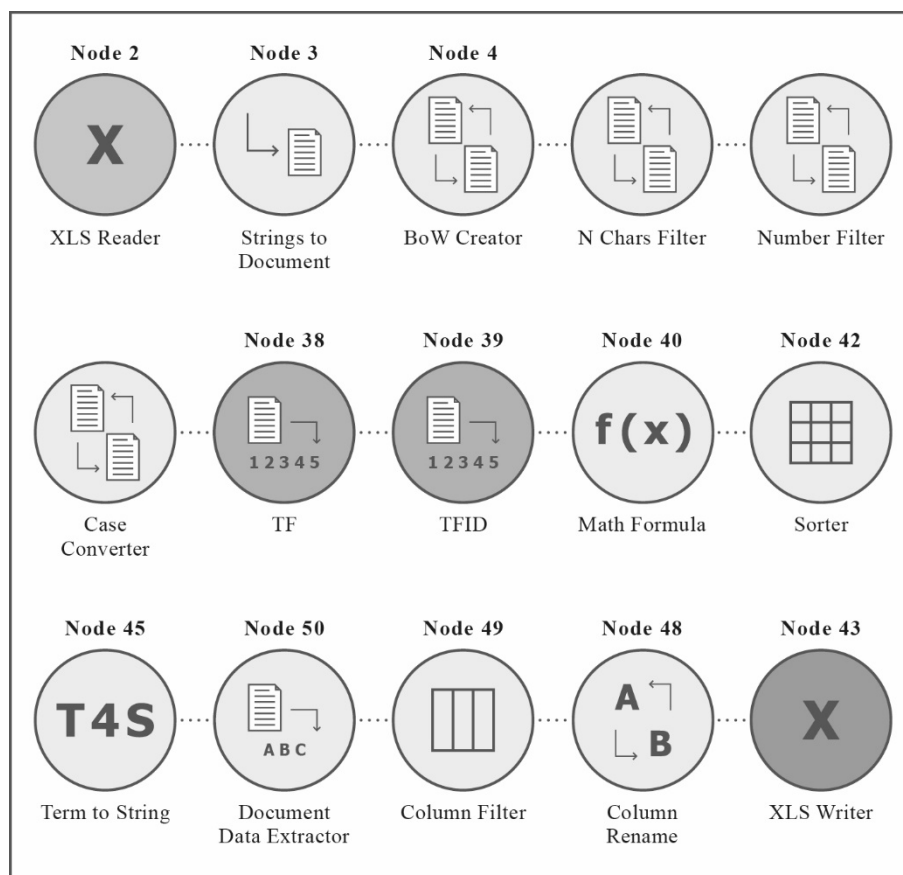 Node 2 Node 3 Node 4
X
XLS Reader Strings to Document BoW Creator N Chars Filter Number Filter
Node 38 Node 39 Node 40 Node 42
1 2 3 4 5 1 2 3 4 5 f(x)
Case Converter TF TFID Math Formula Sorter
Node 45 Node 50 Node 49 Node 48 Node 43
T4S A B C A B X
Term to String Document Data Extractor Column Filter Column Rename XLS Writer